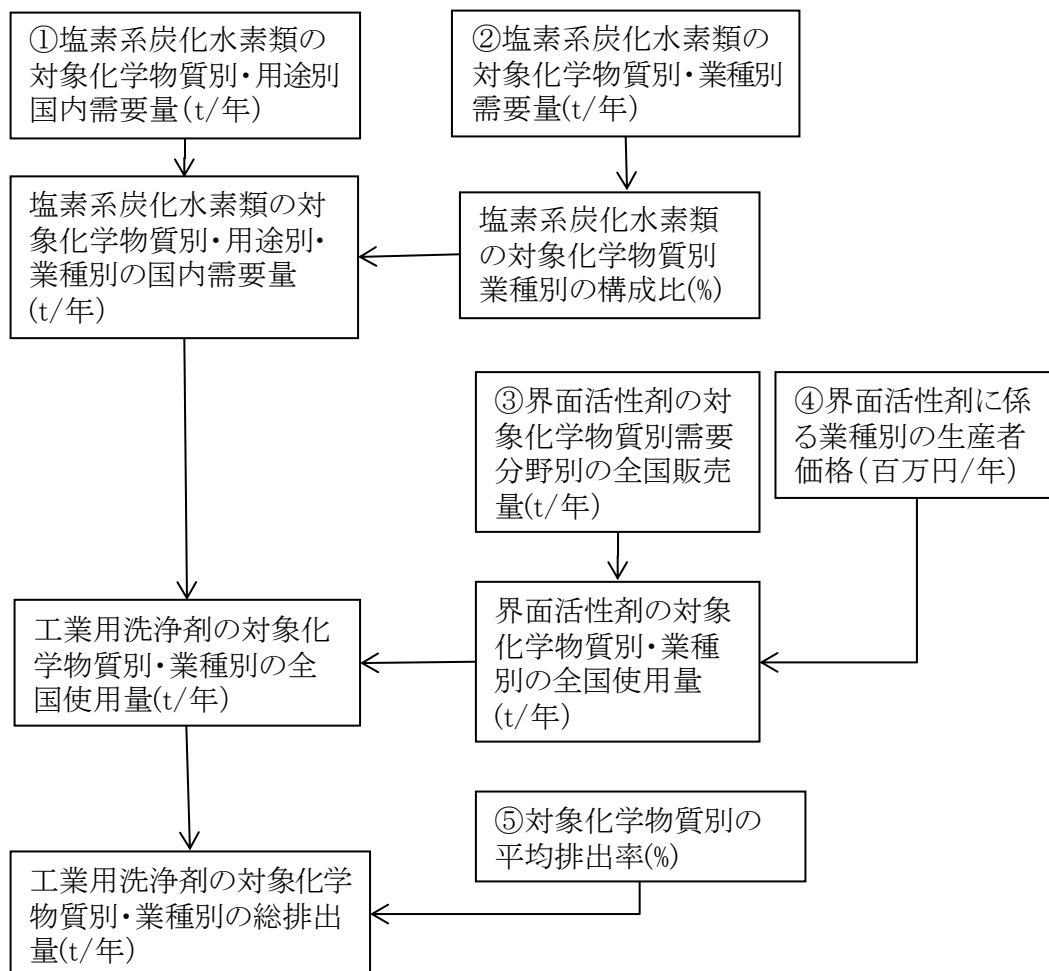 ①塩素系炭化水素類の
対象化学物質別・用途別
国内需要量(t/年)
②塩素系炭化水素類の
対象化学物質別・業種別
需要量(t/年)
塩素系炭化水素類の対
象化学物質別・用途別・
業種別の国内需要量
(t/年)
塩素系炭化水素類
の対象化学物質別
業種別の構成比(%)
③界面活性剤の対
象化学物質別需要
分野別の全国販売
量(t/年)
④界面活性剤に係
る業種別の生産者
価格(百万円/年)
工業用洗浄剤の対象化
学物質別・業種別の全
国使用量(t/年)
界面活性剤の対象
化学物質別・業種
別の全国使用量
(t/年)
⑤対象化学物質別の
平均排出率(%)
工業用洗浄剤の対象化学
物質別・業種別の総排出
量(t/年)